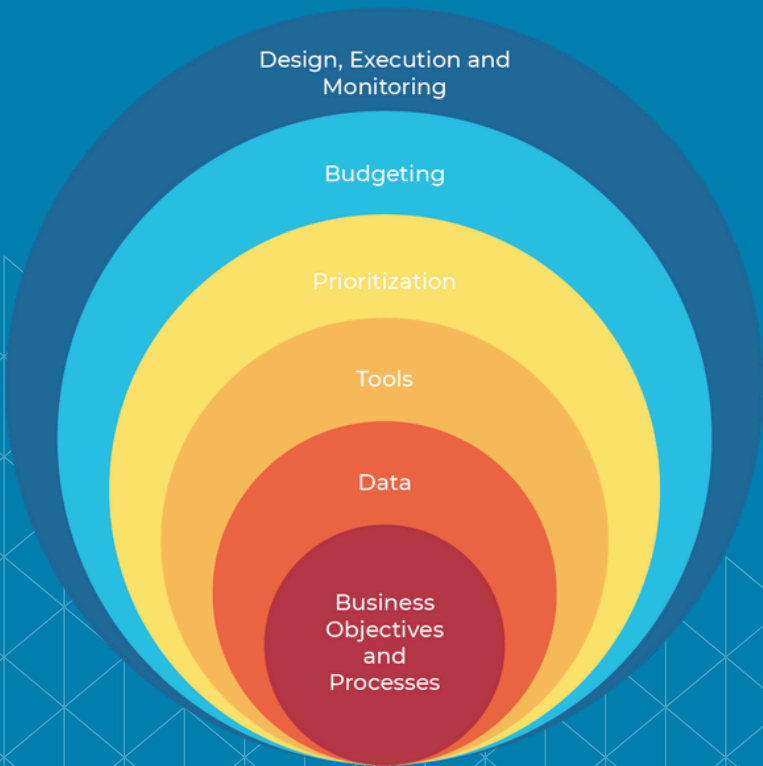 Design, Execution and
Monitoring
Budgeting
Prioritization
Tools
Data
Business
Objectives
and
Processes